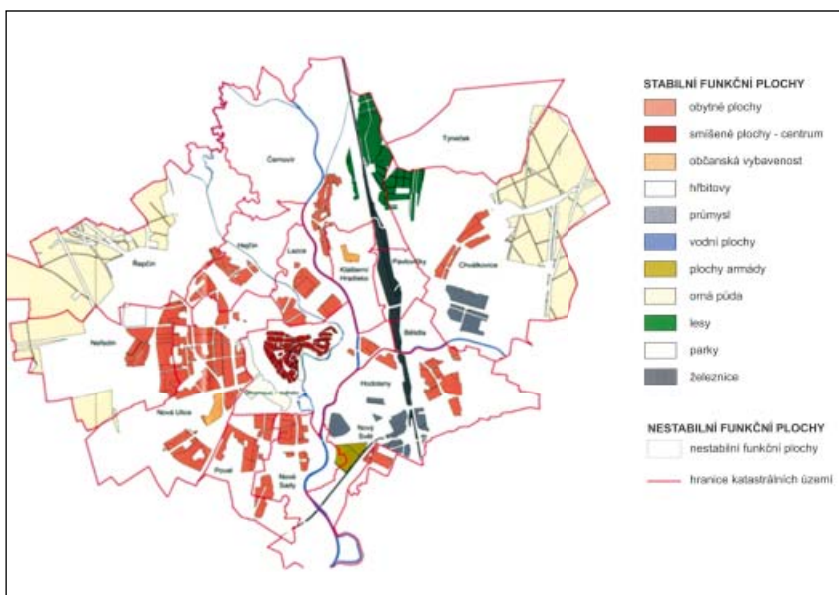 STABILNÍ FUNKČNÍ PLOCHY
obytné plochy
smíšené plochy - centrum
občanská vybavenost
hřbitovy
průmysl
vodní plochy
plochy armády
orná půda
lesy
parky
železnice
NESTABILNÍ FUNKČNÍ PLOCHY
nestabilní funkční plochy
hranice katastrálních území
Týneček
Černovír
Hejčín
Lazce
Klášterní
Hradisko
Pavlovičky
Chválkovice
Řepčín
Neředín
Bělidla
Hodolany
Nová Ulice
Nový
Svět
Povel
Nové
Sady